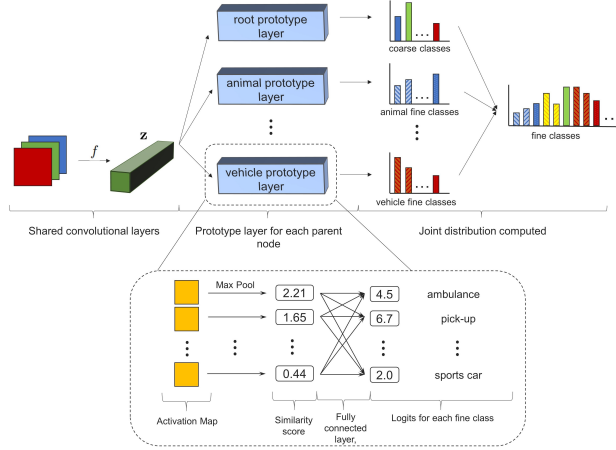 root prototype
layer
coarse classes
animal prototype
layer
animal fine classes
z
f
fine classes
vehicle prototype
layer
vehicle fine classes
Shared convolutional layers
Prototype layer for each parent
node
Joint distribution computed
Max Pool
2.21
4.5
ambulance
1.65
6.7
pick-up
0.44
2.0
sports car
Activation Map
Similarity
score
Fully
connected
layer,
Logits for each fine class